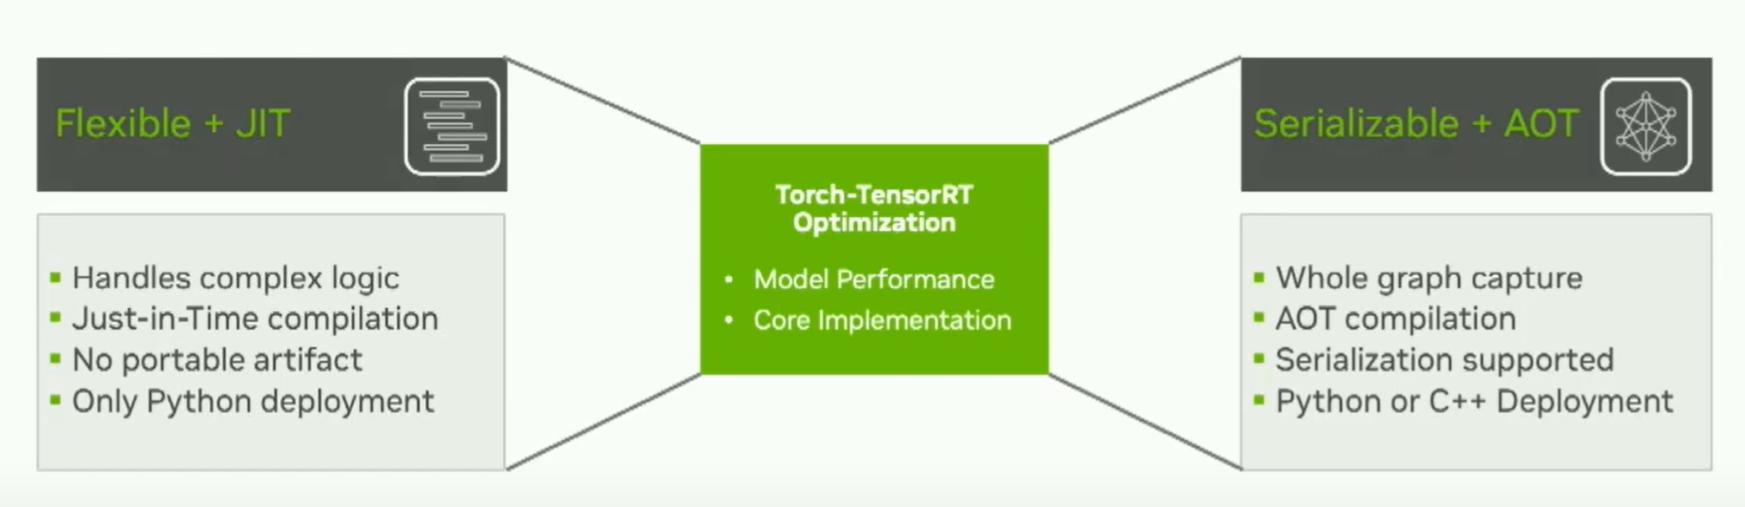 Flexible + JIT
Handles complex logic
Just-in-Time compilation
No portable artifact
Only Python deployment
Torch-TensorRT
Optimization
Model Performance
Core Implementation
Serializable + AOT
Whole graph capture
AOT compilation
Serialization supported
Python or C++ Deployment